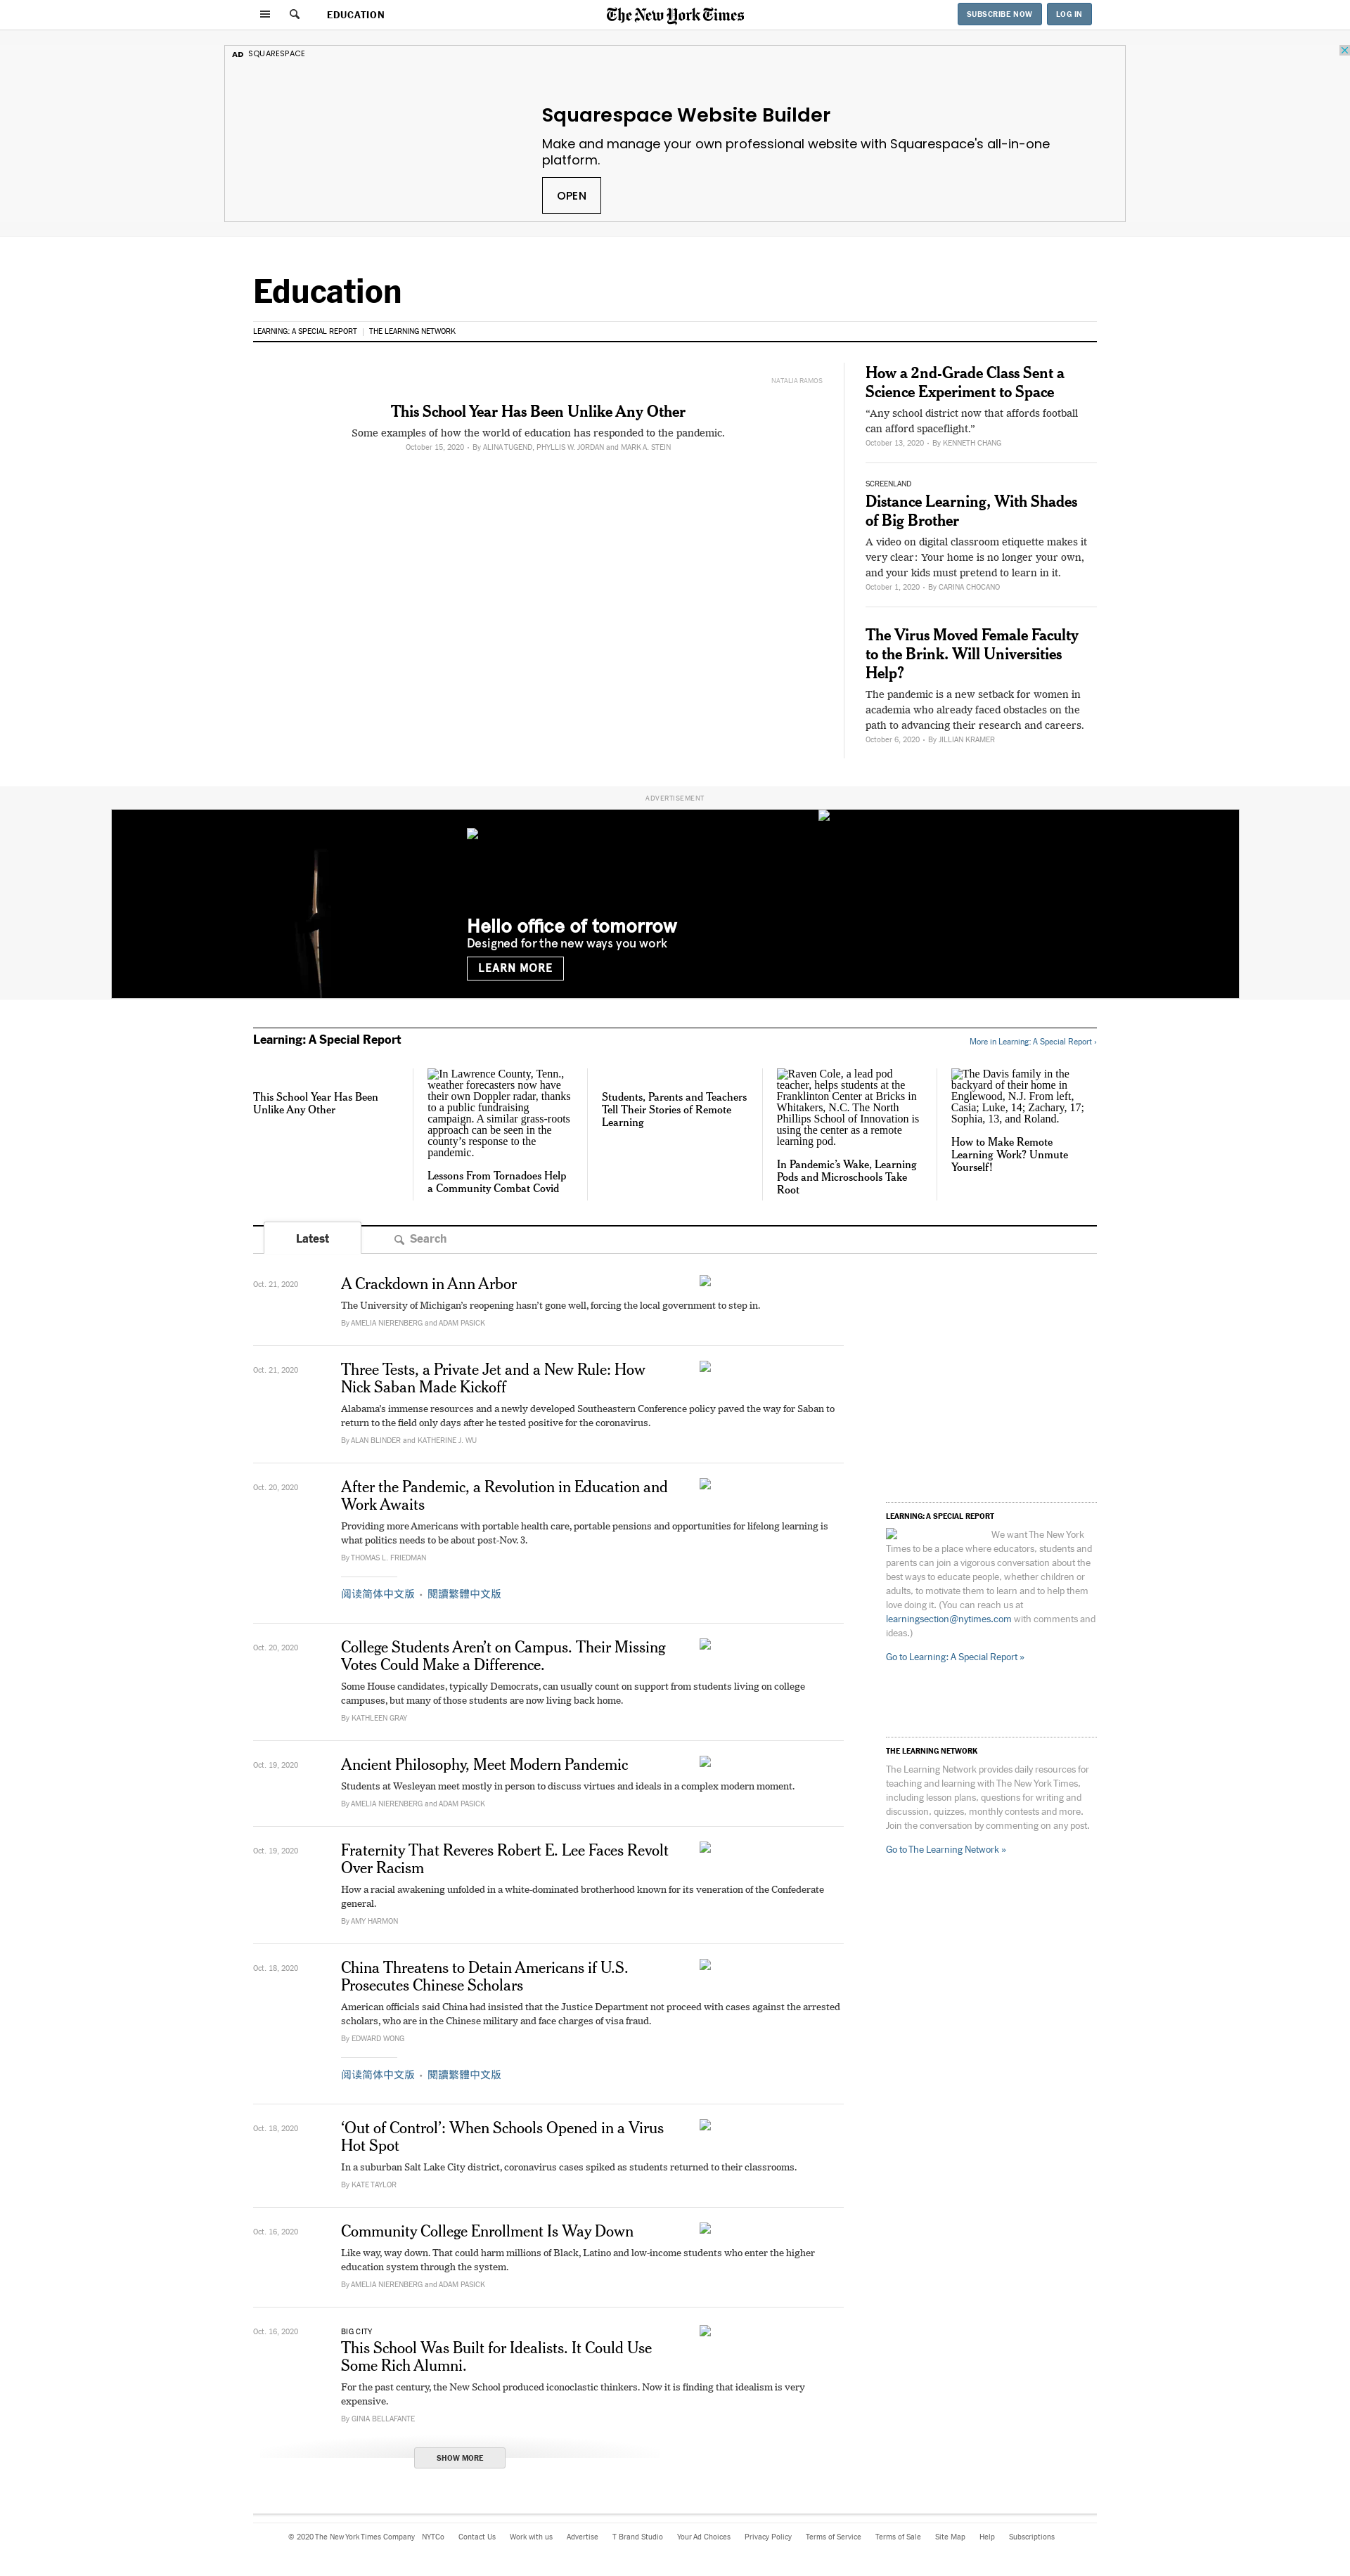 EDUCATION
The New York Times
SUBSCRIBE NOW
LOG IN
AD SQUARESPACE
Squarespace Website Builder
Make and manage your own professional website with Squarespace's all-in-one
platform.
OPEN
Education
LEARNING: A SPECIAL REPORT
THE LEARNING NETWORK
NATALIA RAMOS
This School Year Has Been Unlike Any Other
Some examples of how the world of education has responded to the pandemic.
October 15, 2020 - By ALINA TUGEND, PHYLLIS W. JORDAN and MARK A. STEIN
How a 2nd-Grade Class Sent a
Science Experiment to Space
“Any school district now that affords football
can afford spaceflight.”
October 13, 2020 - By KENNETH CHANG
SCREENLAND
Distance Learning, With Shades
of Big Brother
A video on digital classroom etiquette makes it
very clear: Your home is no longer your own,
and your kids must pretend to learn in it.
October 1, 2020 - By CARINA CHOCANO
The Virus Moved Female Faculty
to the Brink. Will Universities
Help?
The pandemic is a new setback for women in
academia who already faced obstacles on the
path to advancing their research and careers.
October 6, 2020 - By JILLIAN KRAMER
ADVERTISEMENT
Hello office of tomorrow
Designed for the new ways you work
LEARN MORE
Learning: A Special Report
More in Learning: A Special Report ›
This School Year Has Been
Unlike Any Other
In Lawrence County, Tenn.,
weather forecasters now have
their own Doppler radar, thanks
to a public fundraising
campaign. A similar grass-roots
approach can be seen in the
county’s response to the
pandemic.
Lessons From Tornadoes Help
a Community Combat Covid
Students, Parents and Teachers
Tell Their Stories of Remote
Learning
Raven Cole, a lead pod
teacher, helps students at the
Franklinton Center at Bricks in
Whitakers, N.C. The North
Phillips School of Innovation is
using the center as a remote
learning pod.
In Pandemic’s Wake, Learning
Pods and Microschools Take
Root
The Davis family in the
backyard of their home in
Englewood, N.J. From left,
Casia; Luke, 14; Zachary, 17;
Sophia, 13, and Roland.
How to Make Remote
Learning Work? Unmute
Yourself!
Latest
Search
Oct. 21, 2020
A Crackdown in Ann Arbor
The University of Michigan’s reopening hasn’t gone well, forcing the local government to step in.
By AMELIA NIERENBERG and ADAM PASICK
Oct. 21, 2020
Three Tests, a Private Jet and a New Rule: How
Nick Saban Made Kickoff
Alabama’s immense resources and a newly developed Southeastern Conference policy paved the way for Saban to
return to the field only days after he tested positive for the coronavirus.
By ALAN BLINDER and KATHERINE J. WU
Oct. 20, 2020
After the Pandemic, a Revolution in Education and
Work Awaits
Providing more Americans with portable health care, portable pensions and opportunities for lifelong learning is
what politics needs to be about post-Nov. 3.
By THOMAS L. FRIEDMAN
阅读简体中文版 • 閱讀繁體中文版
Oct. 20, 2020
College Students Aren’t on Campus. Their Missing
Votes Could Make a Difference.
Some House candidates, typically Democrats, can usually count on support from students living on college
campuses, but many of those students are now living back home.
By KATHLEEN GRAY
Oct. 19, 2020
Ancient Philosophy, Meet Modern Pandemic
Students at Wesleyan meet mostly in person to discuss virtues and ideals in a complex modern moment.
By AMELIA NIERENBERG and ADAM PASICK
Oct. 19, 2020
Fraternity That Reveres Robert E. Lee Faces Revolt
Over Racism
How a racial awakening unfolded in a white-dominated brotherhood known for its veneration of the Confederate
general.
By AMY HARMON
Oct. 18, 2020
China Threatens to Detain Americans if U.S.
Prosecutes Chinese Scholars
American officials said China had insisted that the Justice Department not proceed with cases against the arrested
scholars, who are in the Chinese military and face charges of visa fraud.
By EDWARD WONG
阅读简体中文版 • 閱讀繁體中文版
Oct. 18, 2020
‘Out of Control’: When Schools Opened in a Virus
Hot Spot
In a suburban Salt Lake City district, coronavirus cases spiked as students returned to their classrooms.
By KATE TAYLOR
Oct. 16, 2020
Community College Enrollment Is Way Down
Like way, way down. That could harm millions of Black, Latino and low-income students who enter the higher
education system through the system.
By AMELIA NIERENBERG and ADAM PASICK
Oct. 16, 2020
BIG CITY
This School Was Built for Idealists. It Could Use
Some Rich Alumni.
For the past century, the New School produced iconoclastic thinkers. Now it is finding that idealism is very
expensive.
By GINIA BELLAFANTE
SHOW MORE
LEARNING: A SPECIAL REPORT
We want The New York
Times to be a place where educators, students and
parents can join a vigorous conversation about the
best ways to educate people, whether children or
adults, to motivate them to learn and to help them
love doing it. (You can reach us at
learningsection@nytimes.com with comments and
ideas.)
Go to Learning: A Special Report »
THE LEARNING NETWORK
The Learning Network provides daily resources for
teaching and learning with The New York Times,
including lesson plans, questions for writing and
discussion, quizzes, monthly contests and more.
Join the conversation by commenting on any post.
Go to The Learning Network »
© 2020 The New York Times Company NYTCo Contact Us Work with us Advertise T Brand Studio Your Ad Choices Privacy Policy Terms of Service Terms of Sale Site Map Help Subscriptions